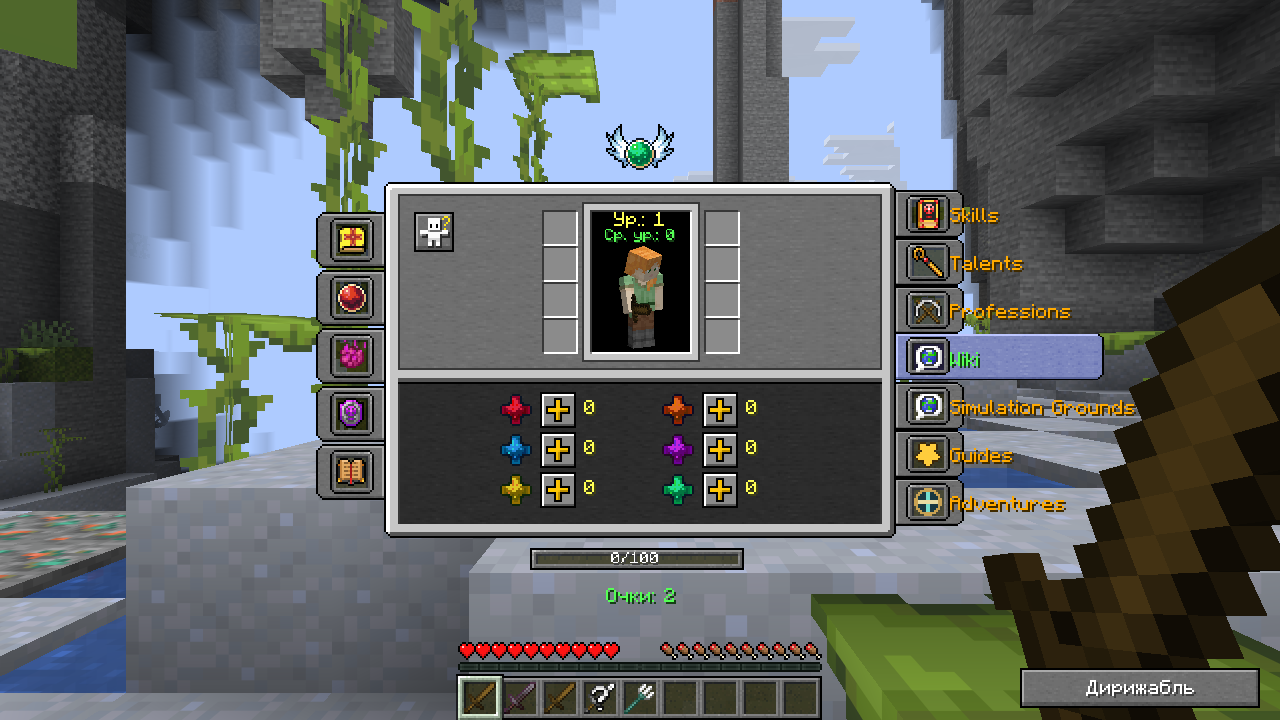 Ур.: 1
Ср. ур.: 0
Skills
Talents
Professions
Wiki
Simulation Grounds
Guides
Adventures
0 0
0 0
0 0
0/100
Очки: 2
Дирижабль